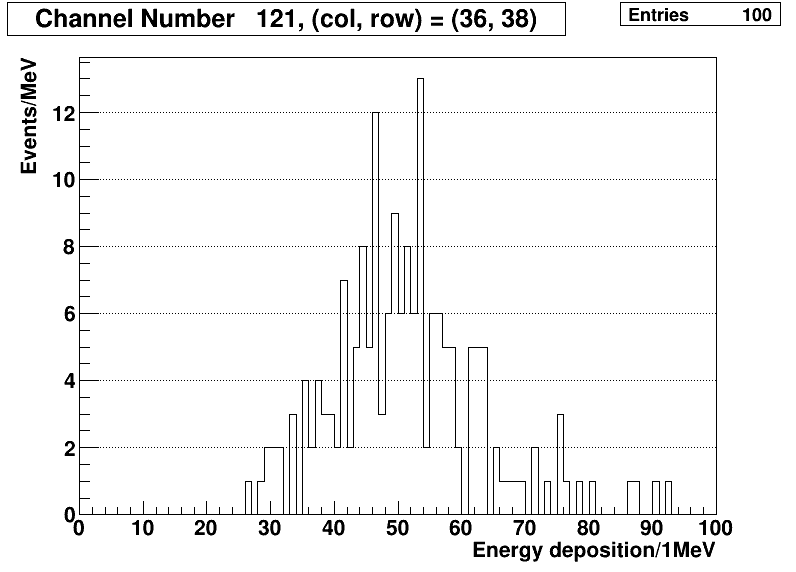 Channel Number 121, (col, row) = (36, 38)
Entries 100
Events/MeV
12
10
8
6
4
2
0
0 10 20 30 40 50 60 70 80 90 100
Energy deposition/1MeV